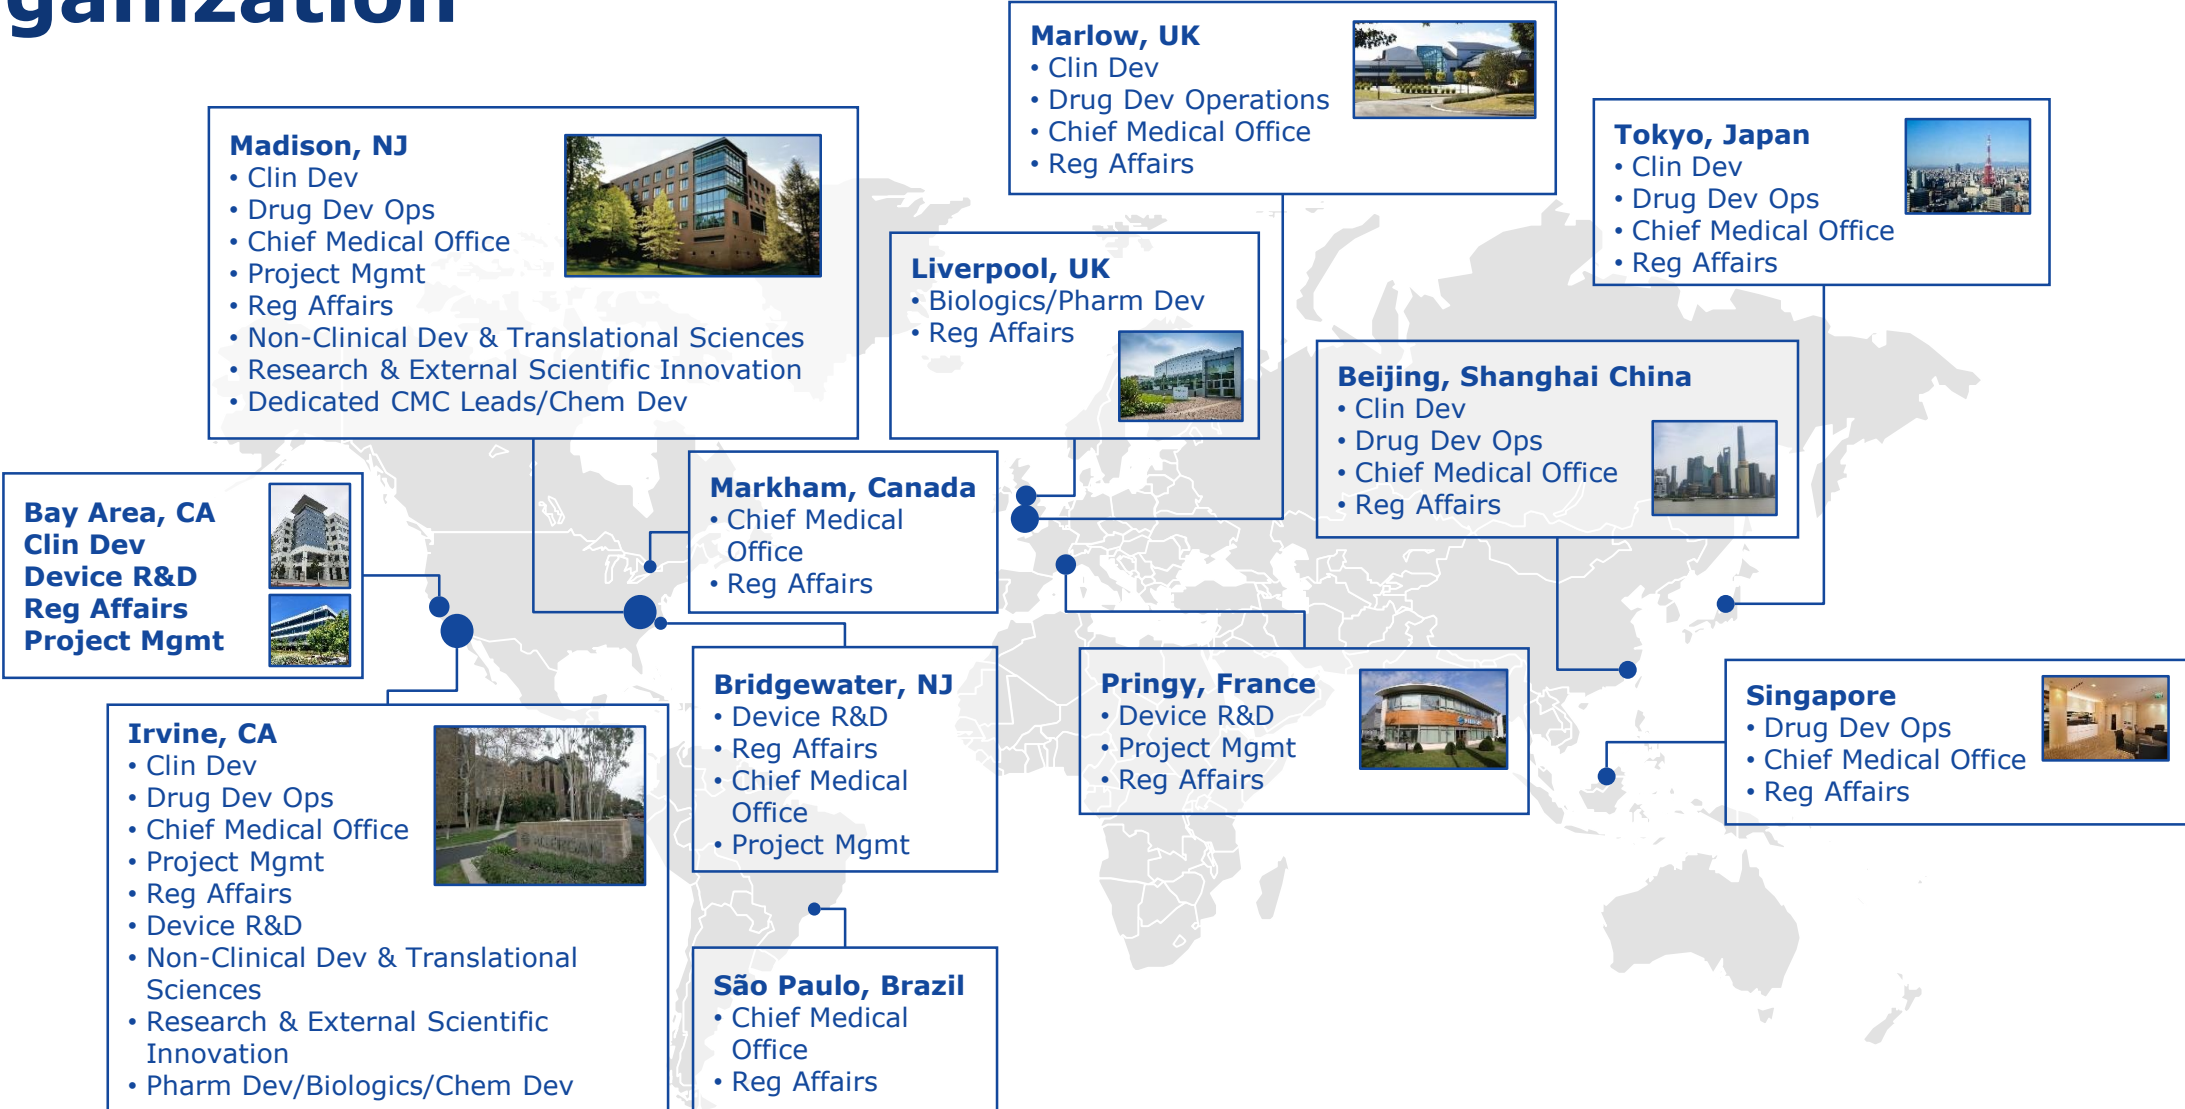 ganization
Marlow, UK
• Clin Dev
• Drug Dev Operations
• Chief Medical Office
• Reg Affairs
Madison, NJ
• Clin Dev
• Drug Dev Ops
• Chief Medical Office
• Project Mgmt
• Reg Affairs
• Non-Clinical Dev & Translational Sciences
• Research & External Scientific Innovation
• Dedicated CMC Leads/Chem Dev
Tokyo, Japan
• Clin Dev
• Drug Dev Ops
• Chief Medical Office
• Reg Affairs
Liverpool, UK
• Biologics/Pharm Dev
• Reg Affairs
Beijing, Shanghai China
• Clin Dev
• Drug Dev Ops
• Chief Medical Office
• Reg Affairs
Bay Area, CA
Clin Dev
Device R&D
Reg Affairs
Project Mgmt
Markham, Canada
• Chief Medical
Office
• Reg Affairs
Bridgewater, NJ
• Device R&D
• Reg Affairs
• Chief Medical
Office
• Project Mgmt
Pringy, France
• Device R&D
• Project Mgmt
• Reg Affairs
Singapore
• Drug Dev Ops
• Chief Medical Office
• Reg Affairs
Irvine, CA
• Clin Dev
• Drug Dev Ops
• Chief Medical Office
• Project Mgmt
• Reg Affairs
• Device R&D
• Non-Clinical Dev & Translational
Sciences
• Research & External Scientific
Innovation
• Pharm Dev/Biologics/Chem Dev
São Paulo, Brazil
• Chief Medical
Office
• Reg Affairs